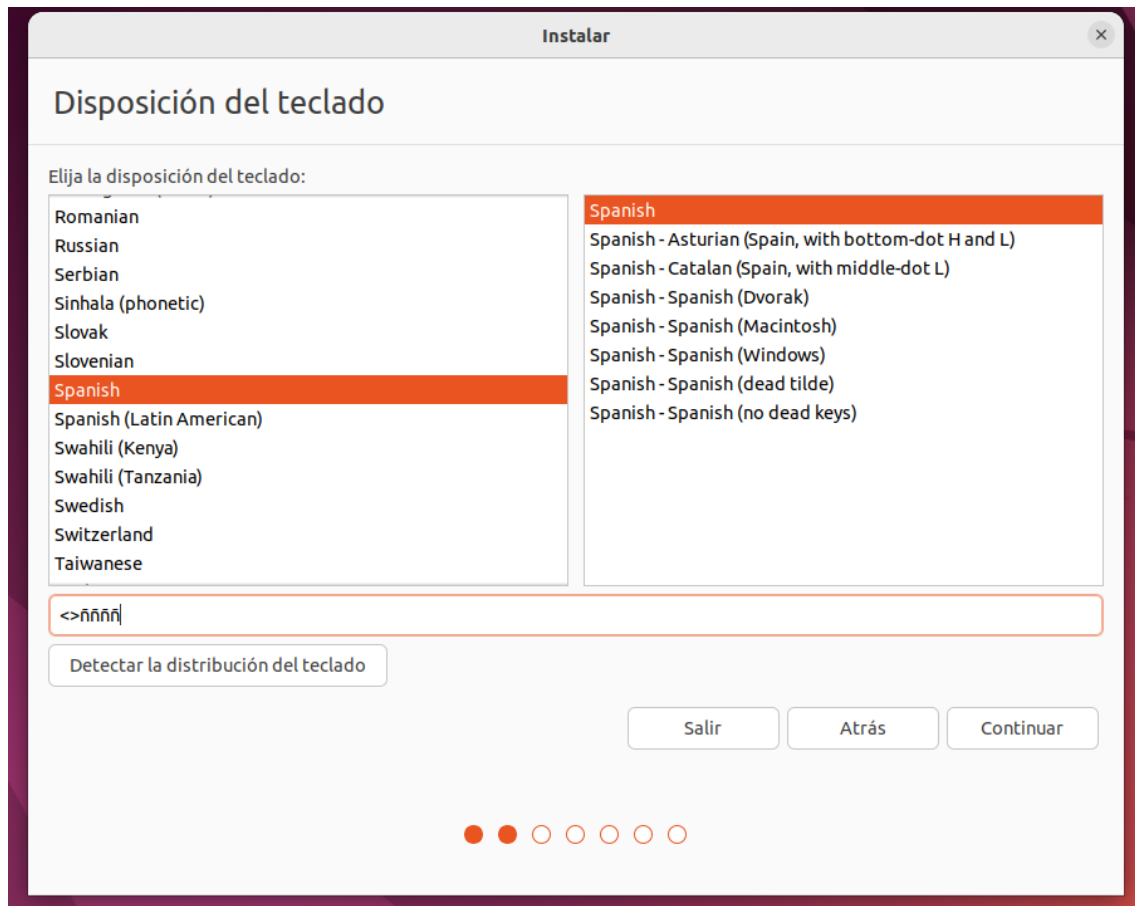 Instalar
Disposición del teclado
Elija la disposición del teclado:
Romanian
Russian
Serbian
Sinhala (phonetic)
Slovak
Slovenian
Spanish
Spanish (Latin American)
Swahili (Kenya)
Swahili (Tanzania)
Swedish
Switzerland
Taiwanese
Spanish
Spanish - Asturian (Spain, with bottom-dot H and L)
Spanish - Catalan (Spain, with middle-dot L)
Spanish - Spanish (Dvorak)
Spanish - Spanish (Macintosh)
Spanish - Spanish (Windows)
Spanish - Spanish (dead tilde)
Spanish - Spanish (no dead keys)
<>ññññ
Detectar la distribución del teclado
Salir Atrás Continuar